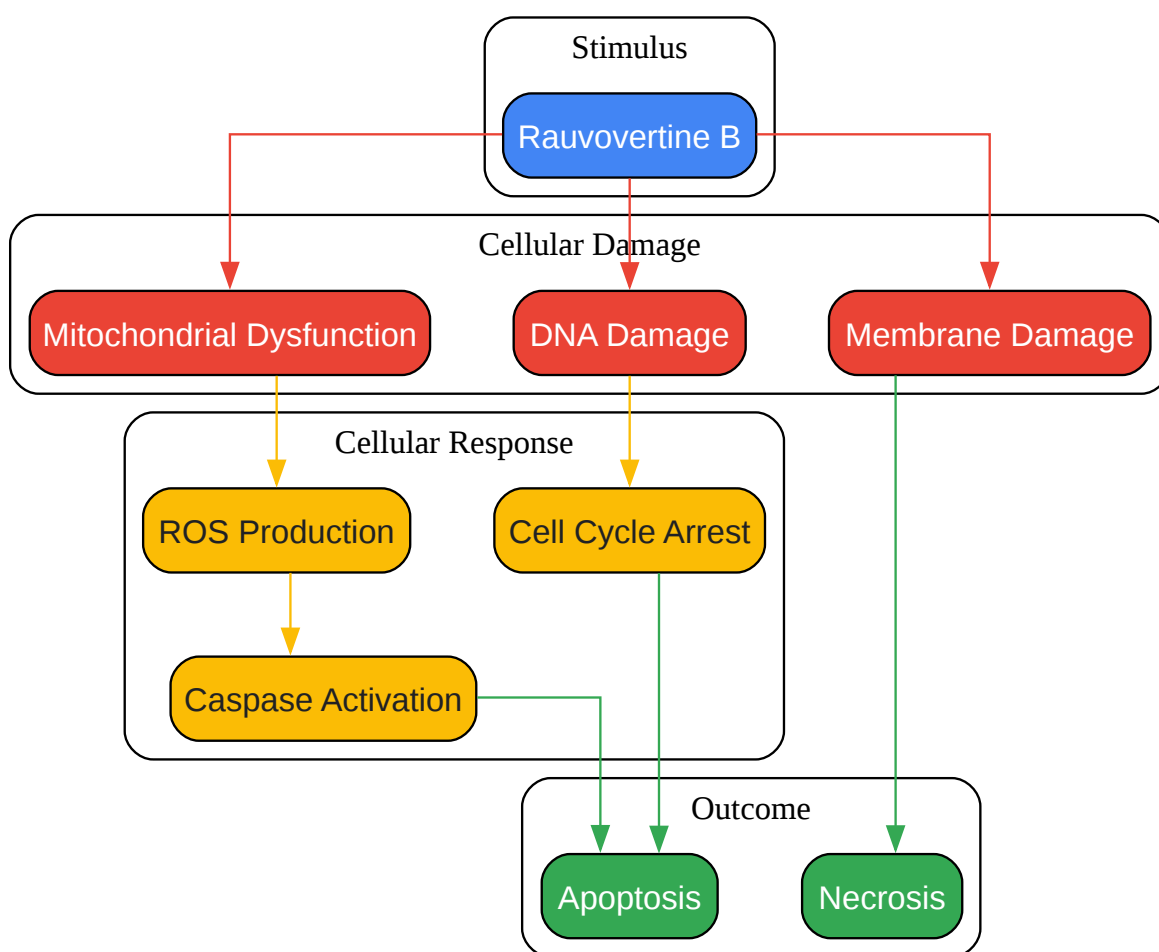 Stimulus
Rauvovertine B
Cellular Damage
Mitochondrial Dysfunction
DNA Damage
Membrane Damage
Cellular Response
ROS Production
Cell Cycle Arrest
Caspase Activation
Outcome
Apoptosis
Necrosis